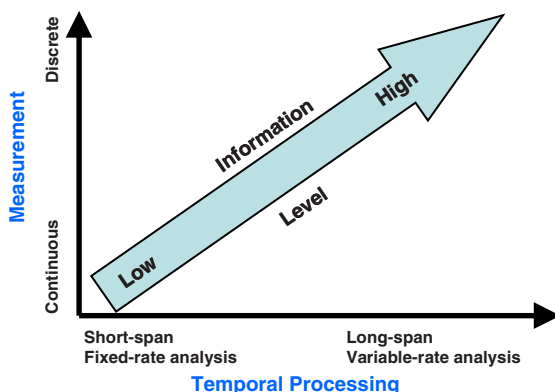 Discrete
Measurement
Continuous
Information
Level
High
Low
Short-span
Fixed-rate analysis
Long-span
Variable-rate analysis
Temporal Processing